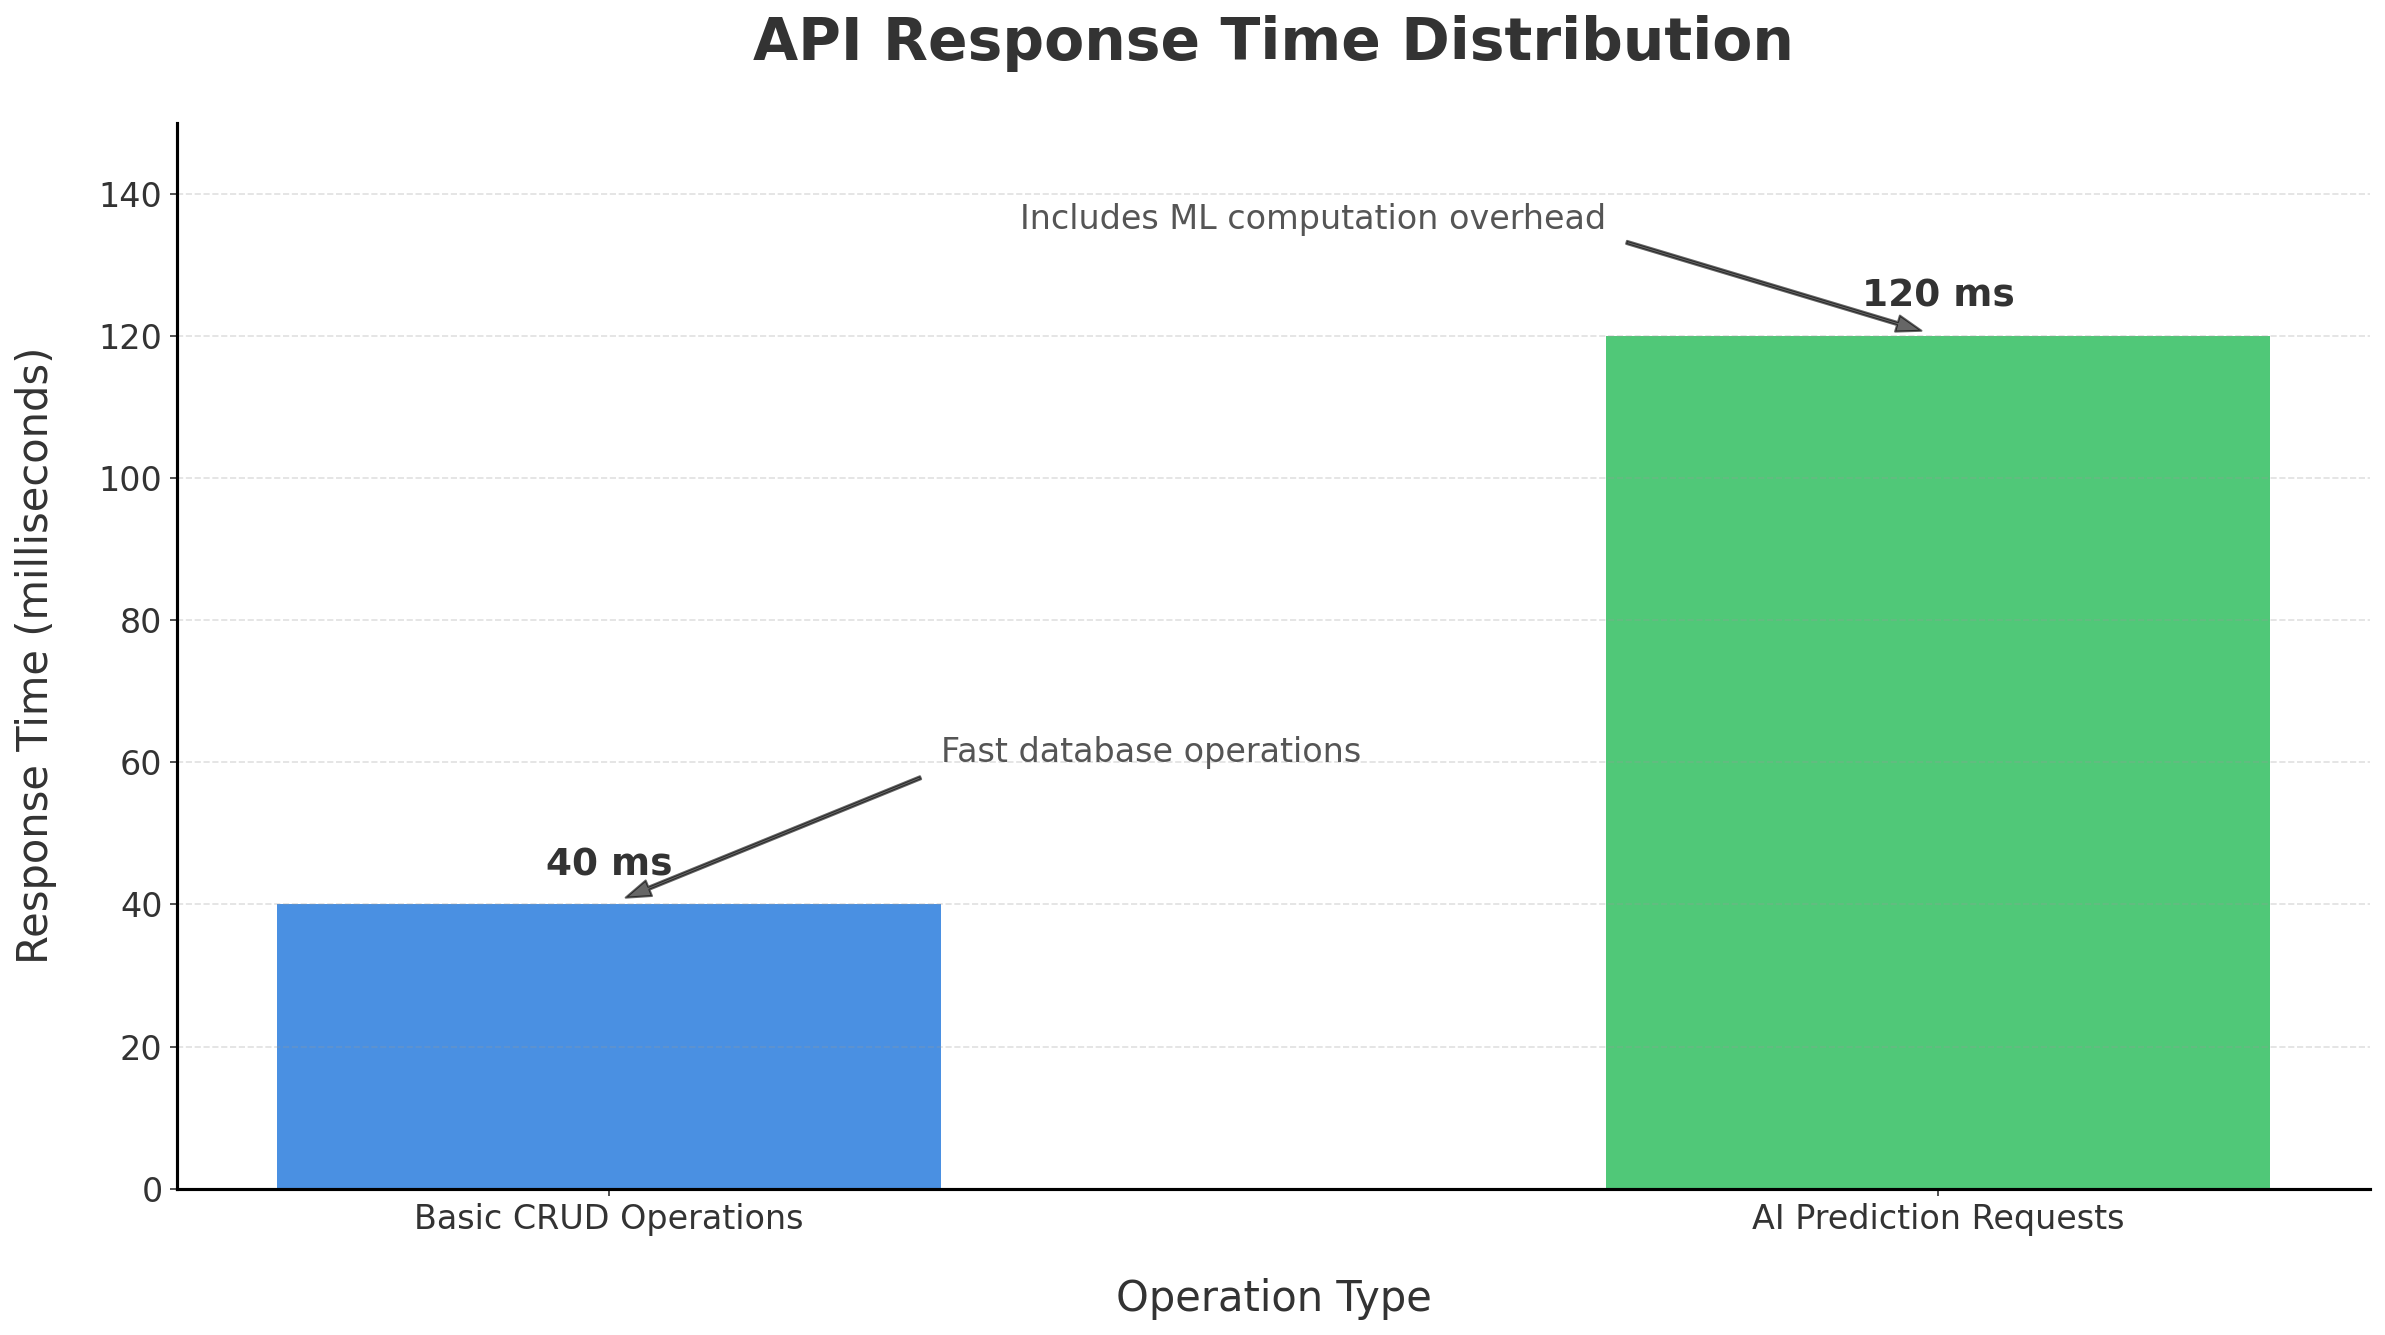 API Response Time Distribution
Response Time (milliseconds)
140
120
100
80
60
40
20
0
Includes ML computation overhead
120 ms
Fast database operations
40 ms
Basic CRUD Operations
AI Prediction Requests
Operation Type